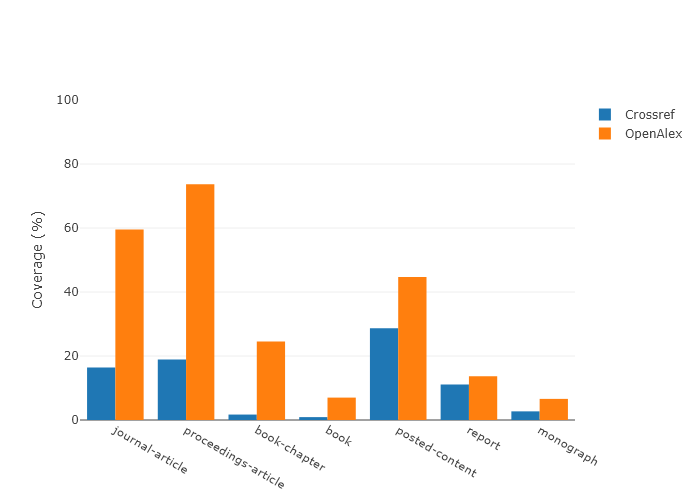 100
80
60
40
20
0
Coverage (%)
journal-article
proceedings-article
book-chapter
book
posted-content
report
monograph
Crossref
OpenAlex